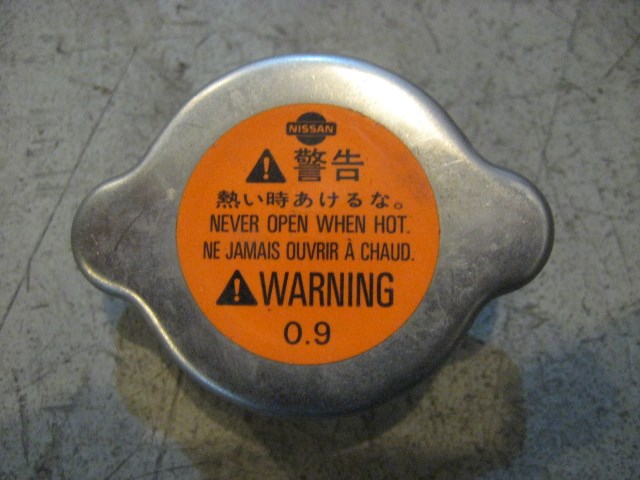 NISSAN
警告
熱い時あけるな。
NEVER OPEN WHEN HOT.
NE JAMAIS OUVRIR À CHAUD.
WARNING
0.9